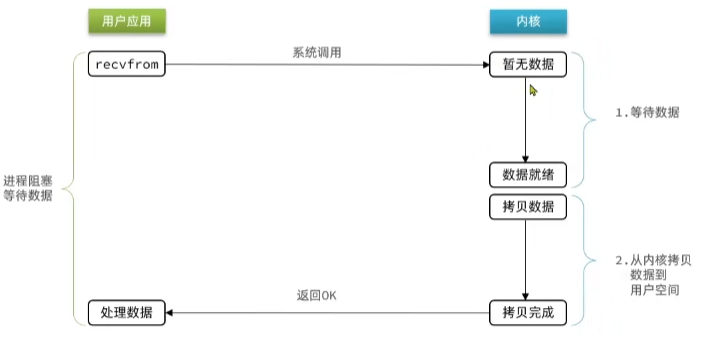 用户应用
内核
系统调用
recvfrom
暂无数据
1.等待数据
进程阻塞
等待数据
数据就绪
拷贝数据
2.从内核拷贝
数据到
用户空间
返回OK
处理数据
拷贝完成